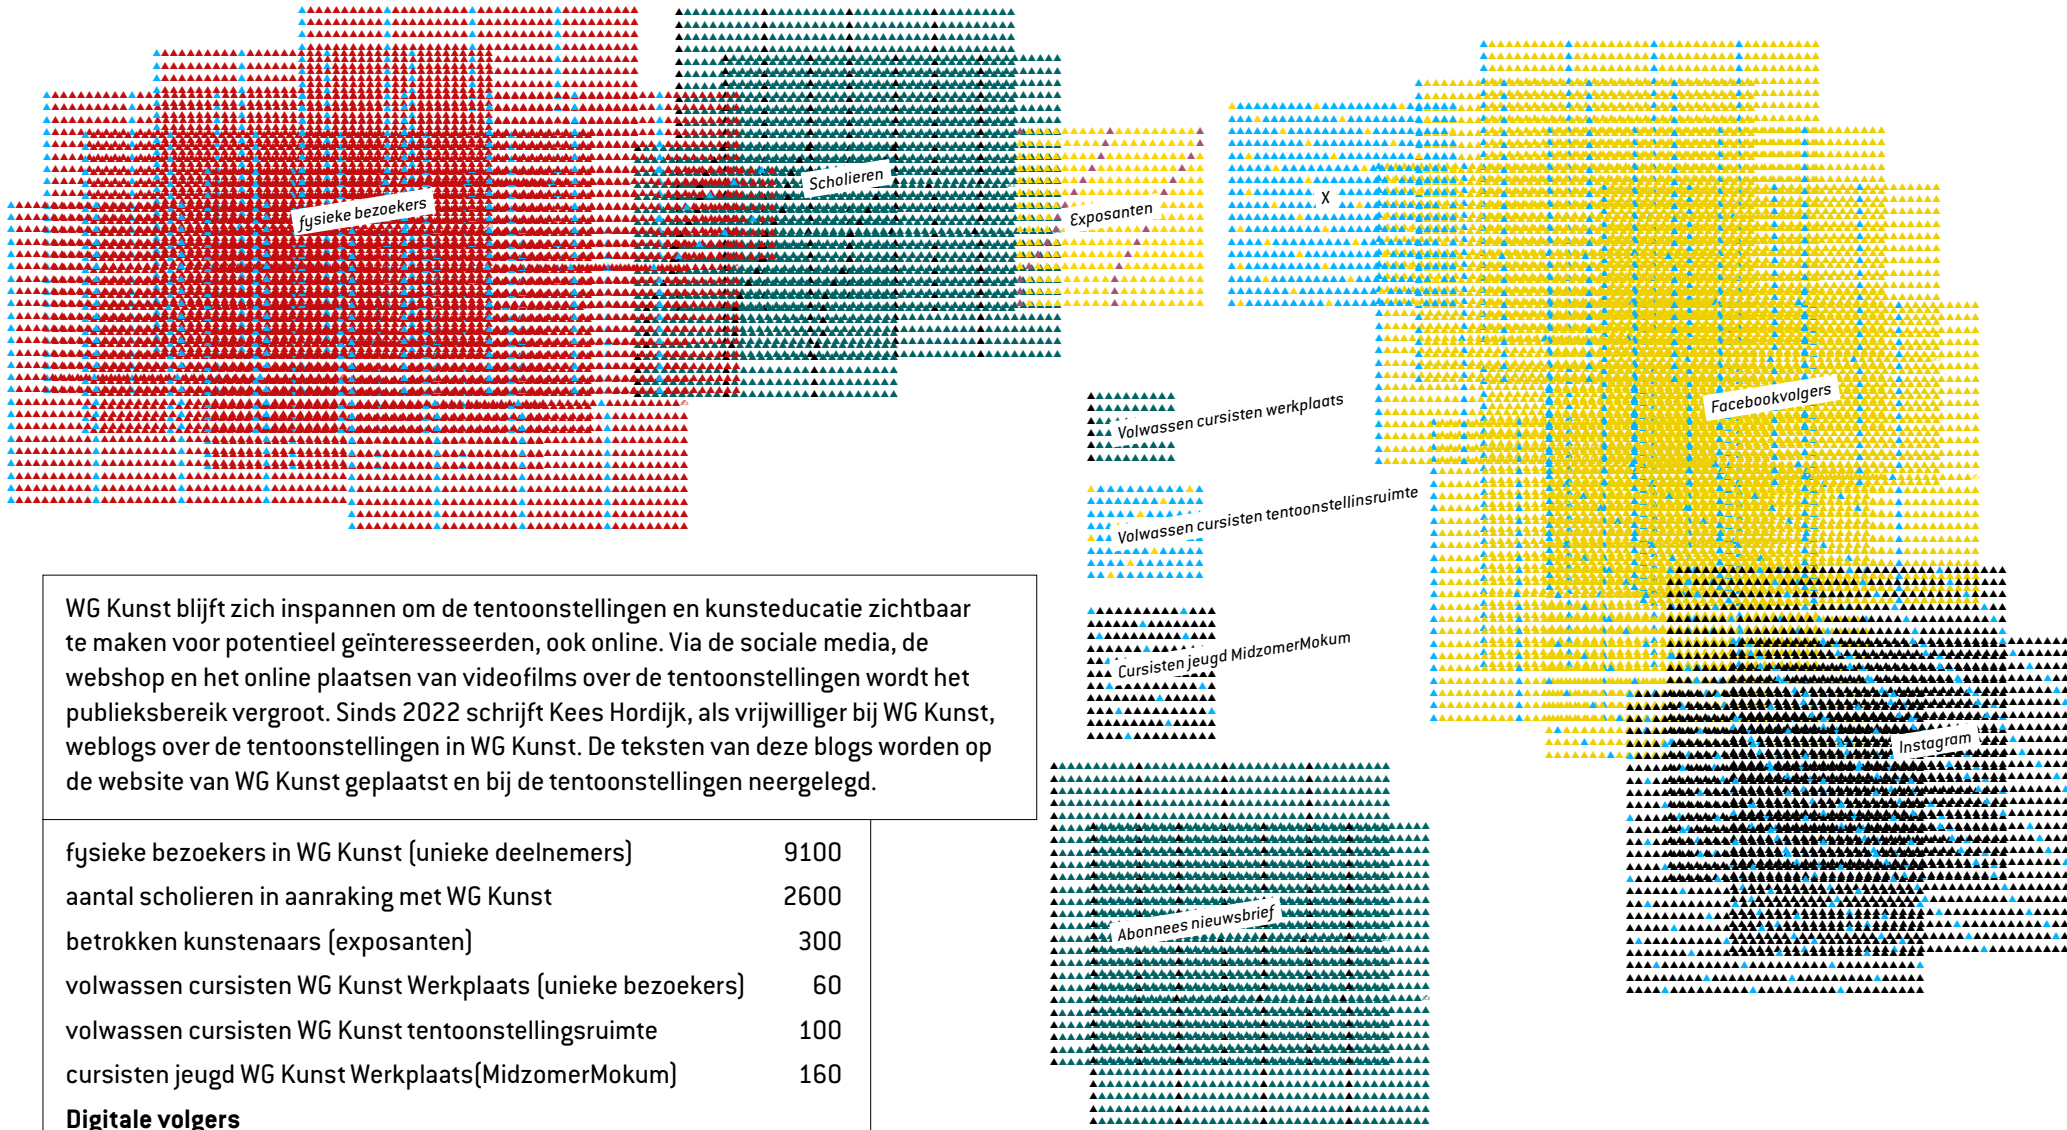 fysieke bezoekers
Scholieren
Exposanten
X
Facebookvolgers
Volwassen cursisten werkplaats
Volwassen cursisten tentoonstellinsruimte
Cursisten jeugd MidzomerMokum
Instagram
Abonnees nieuwsbrief
WG Kunst blijft zich inspannen om de tentoonstellingen en kunsteducatie zichtbaar
te maken voor potentieel geïnteresseerden, ook online. Via de sociale media, de
webshop en het online plaatsen van videofilms over de tentoonstellingen wordt het
publieksbereik vergroot. Sinds 2022 schrijft Kees Hordijk, als vrijwilliger bij WG Kunst,
weblogs over de tentoonstellingen in WG Kunst. De teksten van deze blogs worden op
de website van WG Kunst geplaatst en bij de tentoonstellingen neergelegd.
fysieke bezoekers in WG Kunst (unieke deelnemers) 9100
aantal scholieren in aanraking met WG Kunst 2600
betrokken kunstenaars (exposanten) 300
volwassen cursisten WG Kunst Werkplaats (unieke bezoekers) 60
volwassen cursisten WG Kunst tentoonstellingsruimte 100
cursisten jeugd WG Kunst Werkplaats(MidzomerMokum) 160
Digitale volgers